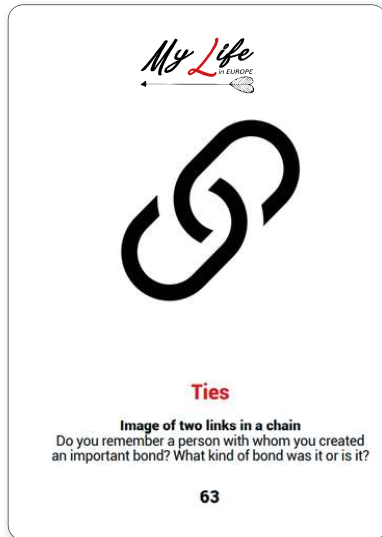 My Life
in EUROPE
Ties
Image of two links in a chain
Do you remember a person with whom you created
an important bond? What kind of bond was it or is it?
63